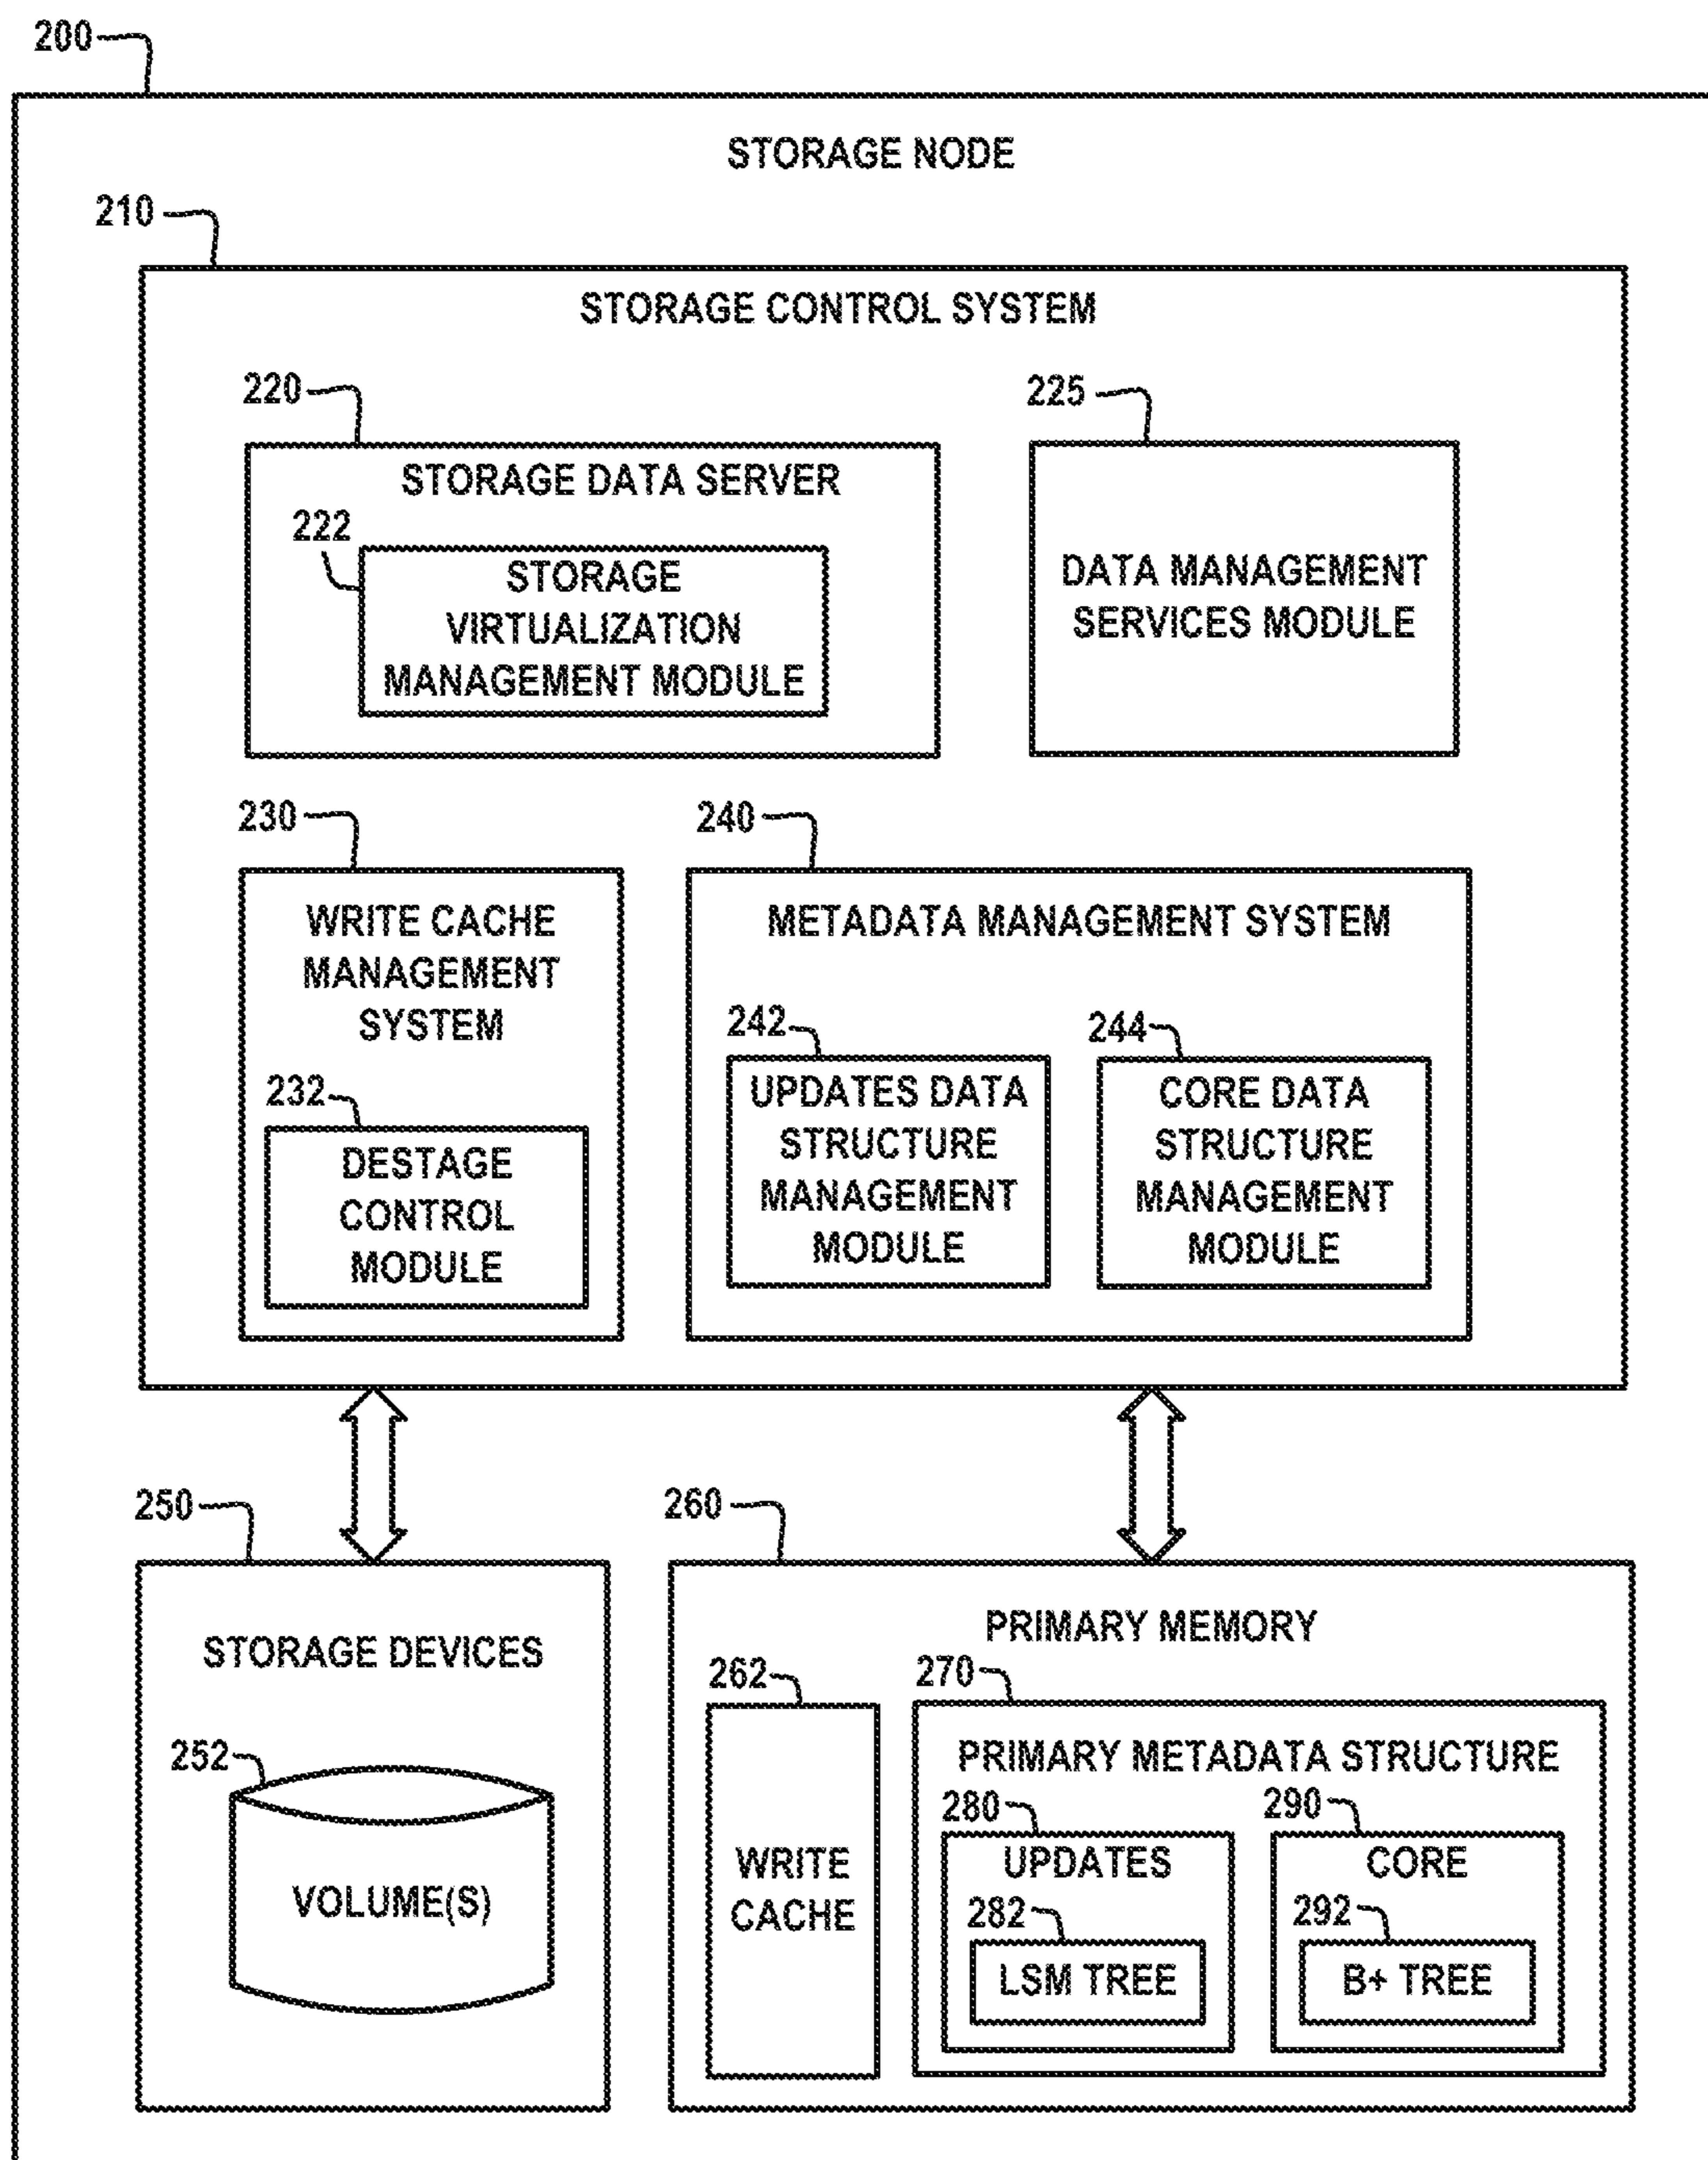 200
STORAGE NODE
210
STORAGE CONTROL SYSTEM
220
STORAGE DATA SERVER
222
STORAGE
VIRTUALIZATION
MANAGEMENT MODULE
225
DATA MANAGEMENT
SERVICES MODULE
230
WRITE CACHE
MANAGEMENT
SYSTEM
232
DESTAGE
CONTROL
MODULE
240
METADATA MANAGEMENT SYSTEM
242
UPDATES DATA
STRUCTURE
MANAGEMENT
MODULE
244
CORE DATA
STRUCTURE
MANAGEMENT
MODULE
250
STORAGE DEVICES
252
VOLUME(S)
260
PRIMARY MEMORY
262
WRITE
CACHE
270
PRIMARY METADATA STRUCTURE
280
UPDATES
282
LSM TREE
290
CORE
292
B+ TREE